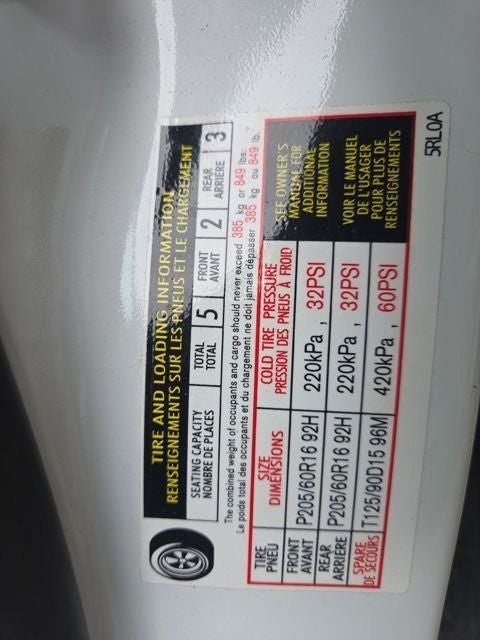 TIRE AND LOADING INFORMATION
RENSEIGNEMENTS SUR LES PNEUS ET LE CHARGEMENT
SEATING CAPACITY
NOMBRE DE PLACES
TOTAL
TOTAL
5
FRONT
AVANT
2
REAR
ARRIÈRE
3
The combined weight of occupants and cargo should never exceed 385 kg or 849 lbs.
Le poids total des occupants et du chargement ne doit jamais dépasser 385 kg ou 849 lb.
TIRE
PNEU
SIZE
DIMENSIONS
COLD TIRE PRESSURE
PRESSION DES PNEUS À FROID
SEE OWNER'S
MANUAL FOR
ADDITIONAL
INFORMATION
FRONT
AVANT
P205/60R16 92H
220kPa , 32PSI
REAR
ARRIÈRE
P205/60R16 92H
220kPa , 32PSI
VOIR LE MANUEL
DE L'USAGER
POUR PLUS DE
RENSEIGNEMENTS
SPARE
DE SECOURS
T125/90D15 96M
420kPa , 60PSI
5RL0A